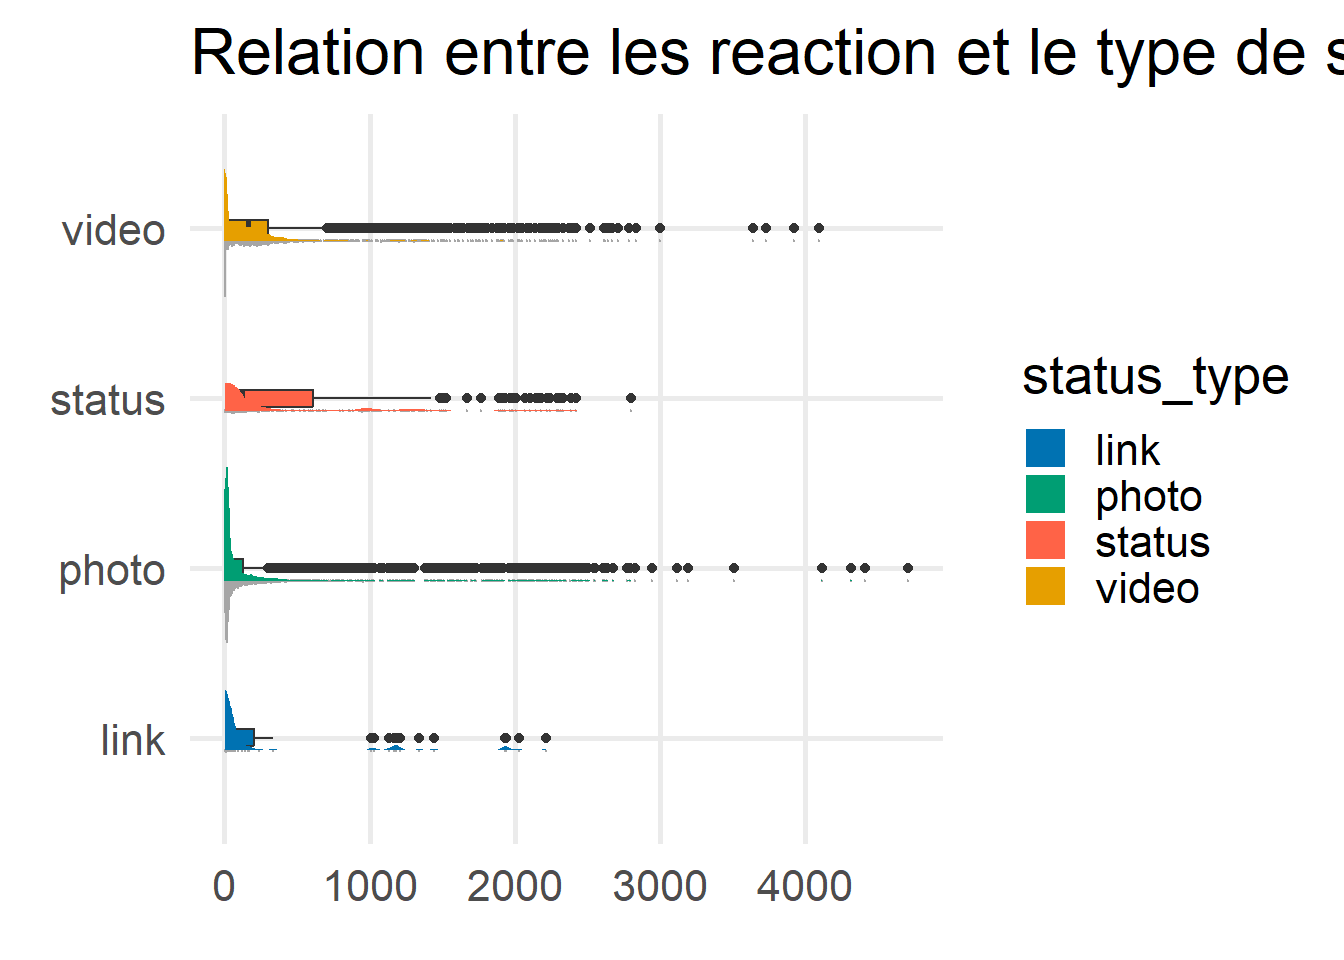 Relation entre les reaction et le type de s
video
status
photo
link
0 1000 2000 3000 4000
status_type
link
photo
status
video